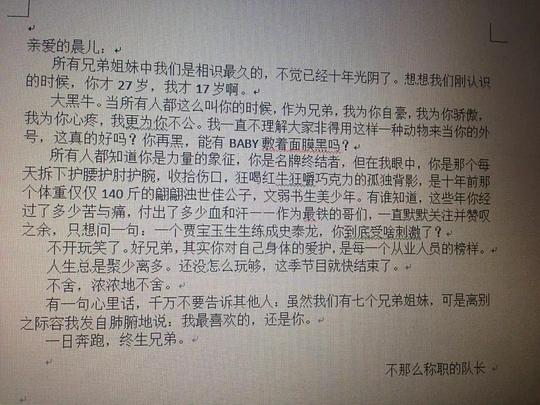 亲爱的晨儿：
所有兄弟姐妹中我们是相识最久的，不觉已经十年光阴了。想想我们刚认识
的时候，你才 27 岁，我才 17 岁啊。
大黑牛。当所有人都这么叫你的时候，作为兄弟，我为你自豪，我为你骄傲，
我为你心疼，我更为你不公。我一直不理解大家非得用这样一种动物来当你的外
号，这真的好吗？你再黑，能有 BABY 敷着面膜黑吗？
所有人都知道你是力量的象征，你是名牌终结者，但在我眼中，你是那个每
天拆下护腰护肘护腕，收拾伤口，狂喝红牛狂嚼巧克力的孤独背影，是十年前那
个体重仅仅 140 斤的翩翩浊世佳公子，文弱书生美少年。有谁知道，这些年你经
过了多少苦与痛，付出了多少血和汗——作为最铁的哥们，一直默默关注并赞叹
之余，只想问一句：一个贾宝玉生生练成史泰龙，你到底受啥刺激了？
不开玩笑了。好兄弟，其实你对自己身体的爱护，是每一个从业人员的榜样。
人生总是聚少离多。还没怎么玩够，这季节目就快结束了。
不舍，浓浓地不舍。
有一句心里话，千万不要告诉其他人：虽然我们有七个兄弟姐妹，可是离别
之际容我发自肺腑地说：我最喜欢的，还是你。
一日奔跑，终生兄弟。
不那么称职的队长